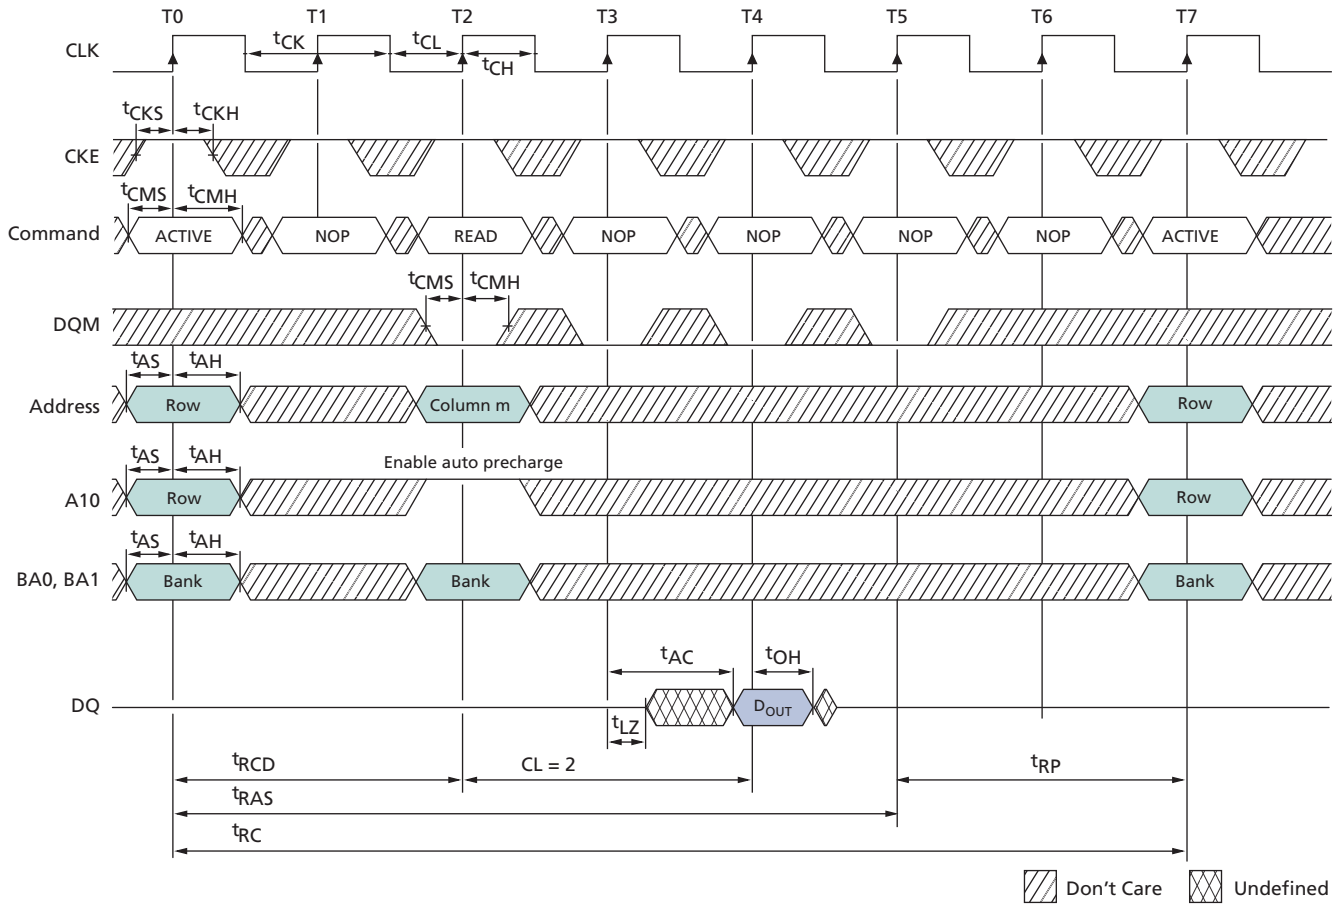 T0 T1 T2 T3 T4 T5 T6 T7
CLK
tCK tCL
tCH
tCKS tCKH
CKE
tCMS tCMH
Command ACTIVE NOP READ NOP NOP NOP NOP ACTIVE
tCMS tCMH
DQM
tAS tAH
Address Row Column m Row
tAS tAH
Enable auto precharge
A10 Row Row
tAS tAH
BA0, BA1 Bank Bank Bank
tAC tOH
DQ DOUT
tLZ
tRCD CL = 2 tRP
tRAS
tRC
Don't Care Undefined